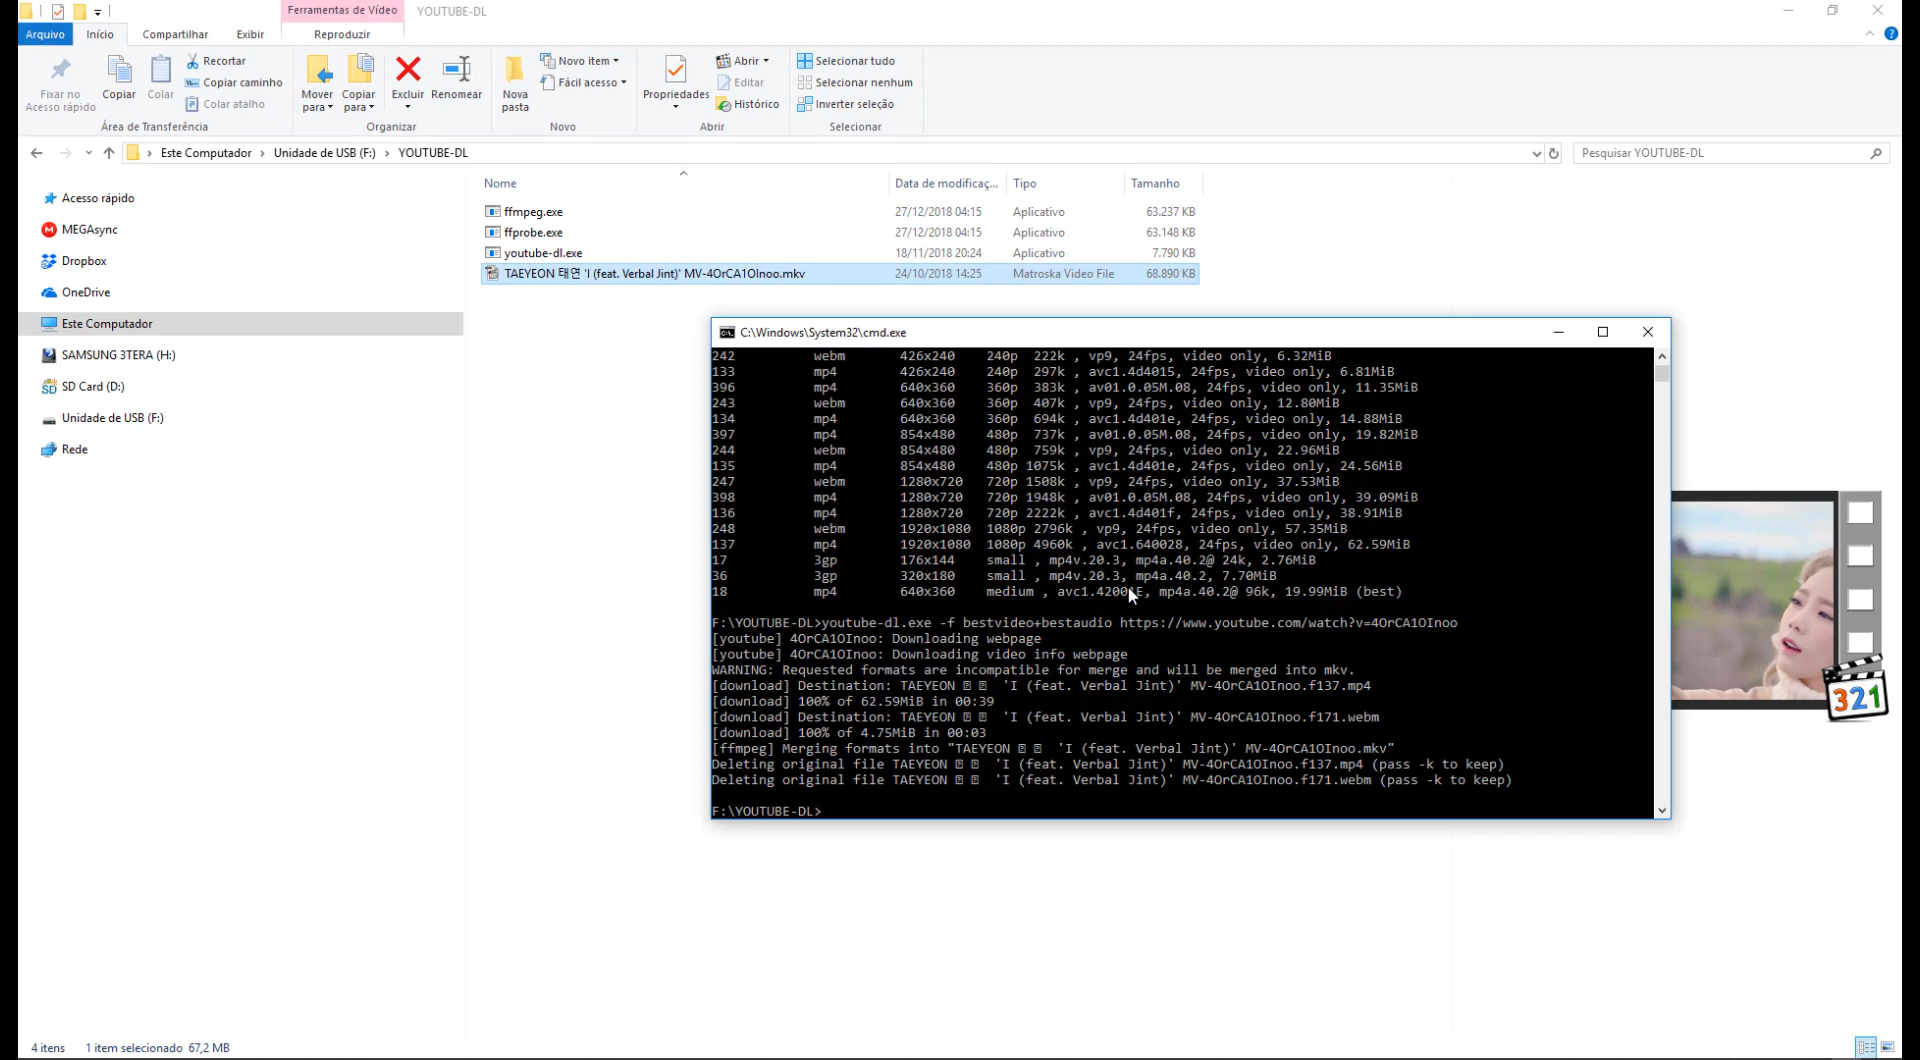 Ferramentas de Vídeo YOUTUBE-DL
Arquivo Início Compartilhar Exibir Reproduzir
Fixar no Acesso rápido
Copiar
Colar
Recortar
Copiar caminho
Colar atalho
Área de Transferência
Mover para
Copiar para
Excluir
Renomear
Organizar
Nova pasta
Novo item
Fácil acesso
Novo
Propriedades
Abrir
Editar
Histórico
Abrir
Selecionar tudo
Selecionar nenhum
Inverter seleção
Selecionar
Este Computador > Unidade de USB (F:) > YOUTUBE-DL
Pesquisar YOUTUBE-DL
Acesso rápido
MEGAsync
Dropbox
OneDrive
Este Computador
SAMSUNG 3TERA (H:)
SD Card (D:)
Unidade de USB (F:)
Rede
Nome Data de modificaç... Tipo Tamanho
ffmpeg.exe 27/12/2018 04:15 Aplicativo 63.237 KB
ffprobe.exe 27/12/2018 04:15 Aplicativo 63.148 KB
youtube-dl.exe 18/11/2018 20:24 Aplicativo 7.790 KB
TAEYEON 태연 'I (feat. Verbal Jint)' MV-4OrCA1OInoo.mkv 24/10/2018 14:25 Matroska Video File 68.890 KB
C:\Windows\System32\cmd.exe
242 webm 426x240 240p 222k , vp9, 24fps, video only, 6.32MiB
133 mp4 426x240 240p 297k , avc1.4d4015, 24fps, video only, 6.81MiB
396 mp4 640x360 360p 383k , av01.0.05M.08, 24fps, video only, 11.35MiB
243 webm 640x360 360p 407k , vp9, 24fps, video only, 12.80MiB
134 mp4 640x360 360p 694k , avc1.4d401e, 24fps, video only, 14.88MiB
397 mp4 854x480 480p 737k , av01.0.05M.08, 24fps, video only, 19.82MiB
244 webm 854x480 480p 759k , vp9, 24fps, video only, 22.96MiB
135 mp4 854x480 480p 1075k , avc1.4d401e, 24fps, video only, 24.56MiB
247 webm 1280x720 720p 1508k , vp9, 24fps, video only, 37.53MiB
398 mp4 1280x720 720p 1948k , av01.0.05M.08, 24fps, video only, 39.09MiB
136 mp4 1280x720 720p 2222k , avc1.4d401f, 24fps, video only, 38.91MiB
248 webm 1920x1080 1080p 2796k , vp9, 24fps, video only, 57.35MiB
137 mp4 1920x1080 1080p 4960k , avc1.640028, 24fps, video only, 62.59MiB
17 3gp 176x144 small , mp4v.20.3, mp4a.40.2@ 24k, 2.76MiB
36 3gp 320x180 small , mp4v.20.3, mp4a.40.2, 7.70MiB
18 mp4 640x360 medium , avc1.42001E, mp4a.40.2@ 96k, 19.99MiB (best)
F:\YOUTUBE-DL>youtube-dl.exe -f bestvideo+bestaudio https://www.youtube.com/watch?v=4OrCA1OInoo
[youtube] 4OrCA1OInoo: Downloading webpage
[youtube] 4OrCA1OInoo: Downloading video info webpage
WARNING: Requested formats are incompatible for merge and will be merged into mkv.
[download] Destination: TAEYEON 'I (feat. Verbal Jint)' MV-4OrCA1OInoo.f137.mp4
[download] 100% of 62.59MiB in 00:39
[download] Destination: TAEYEON 'I (feat. Verbal Jint)' MV-4OrCA1OInoo.f171.webm
[download] 100% of 4.75MiB in 00:03
[ffmpeg] Merging formats into "TAEYEON 'I (feat. Verbal Jint)' MV-4OrCA1OInoo.mkv"
Deleting original file TAEYEON 'I (feat. Verbal Jint)' MV-4OrCA1OInoo.f137.mp4 (pass -k to keep)
Deleting original file TAEYEON 'I (feat. Verbal Jint)' MV-4OrCA1OInoo.f171.webm (pass -k to keep)
F:\YOUTUBE-DL>
321
4 itens 1 item selecionado 67,2 MB